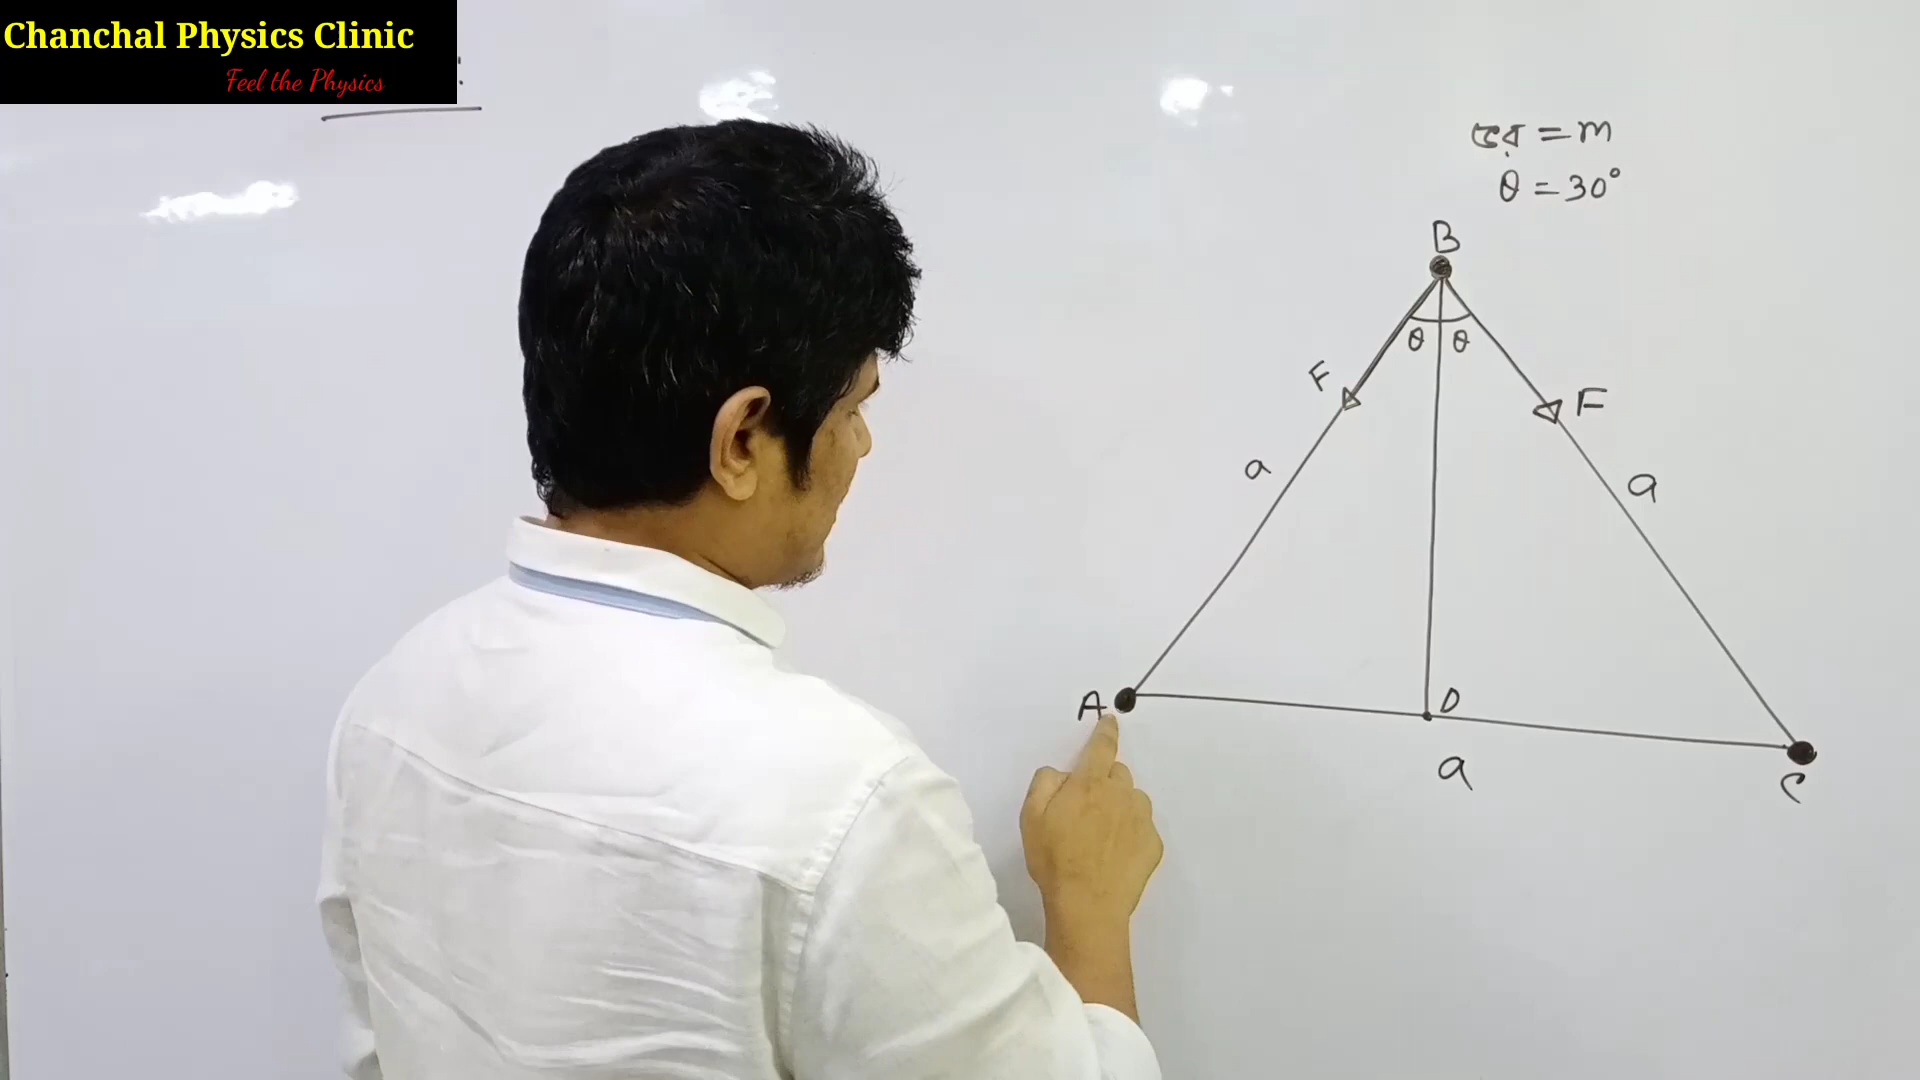 Chanchal Physics Clinic
Feel the Physics
ভর = m
θ = 30°
B
θ θ
F
F
a
a
A
D
a
C